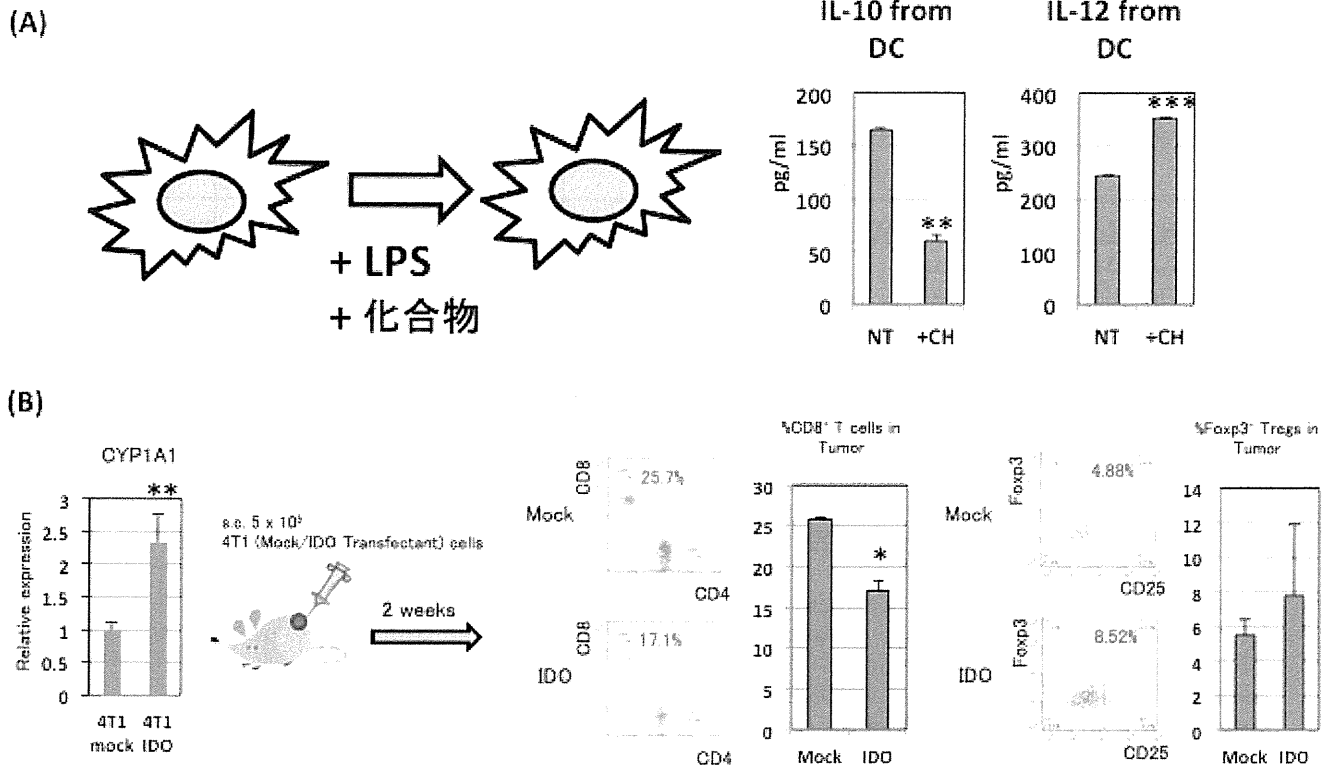 (A)
+ LPS
+ 化合物
IL-10 from
DC
pg/ml
200
150
100
50
0
**
NT +CH
IL-12 from
DC
pg/ml
400
300
200
100
0
***
NT +CH
(B)
CYP1A1
Relative expression
3
2.5
2
1.5
1
0.5
0
**
4T1 4T1
mock IDO
4T1 (Mock/IDO Transfectant) cells
2 weeks
Mock
CD8
25.7%
CD4
IDO
CD8
17.1%
CD4
%CD8+ T cells in
Tumor
30
25
20
15
10
5
0
*
Mock IDO
Mock
Foxp3
4.88%
CD25
IDO
Foxp3
8.52%
CD25
%Foxp3+ Tregs in
Tumor
14
12
10
8
6
4
2
0
Mock IDO